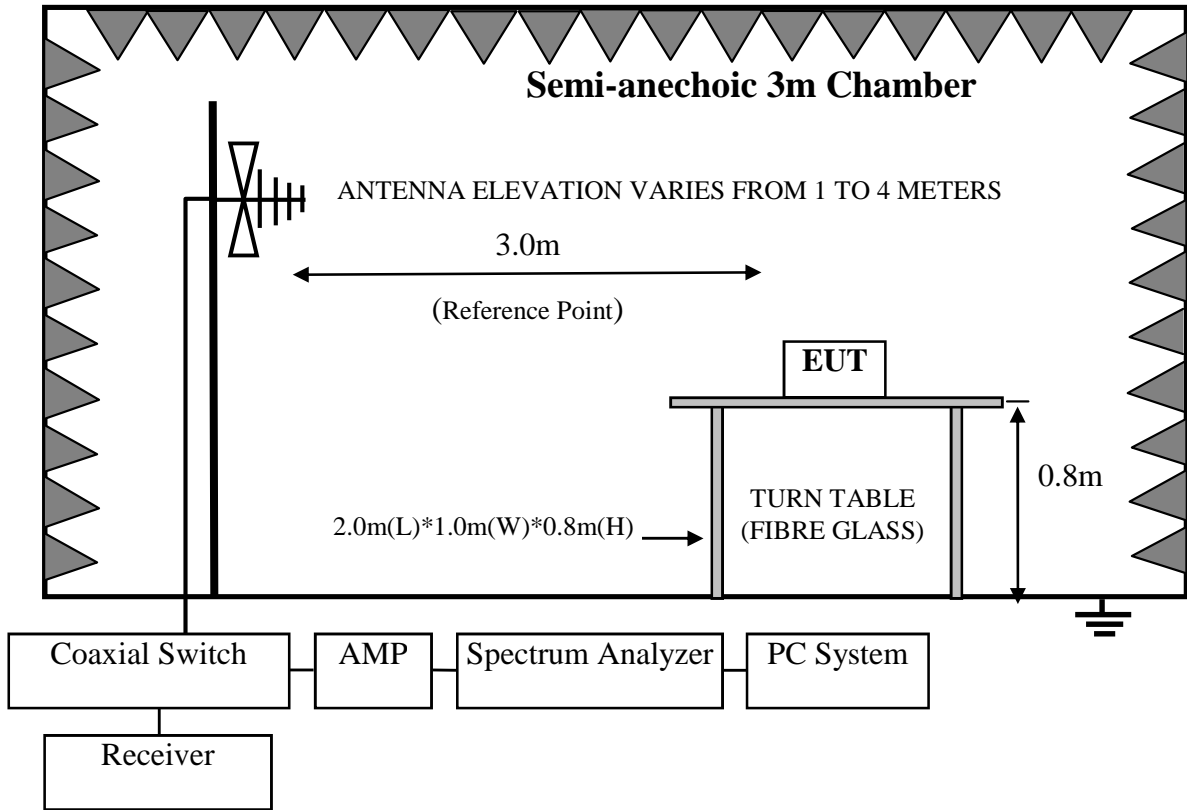 Semi-anechoic 3m Chamber
ANTENNA ELEVATION VARIES FROM 1 TO 4 METERS
3.0m
(Reference Point)
EUT
0.8m
TURN TABLE
(FIBRE GLASS)
2.0m(L)*1.0m(W)*0.8m(H)
Coaxial Switch
AMP
Spectrum Analyzer
PC System
Receiver